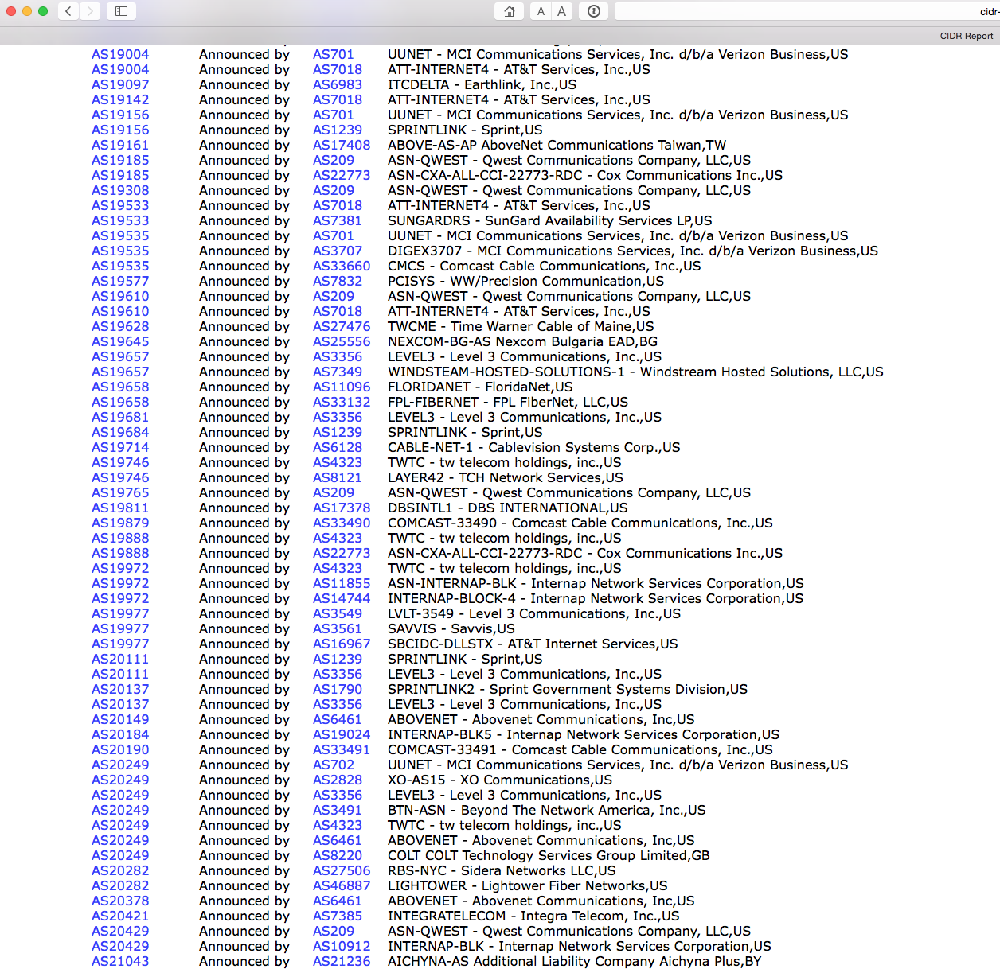 A A cidr-
CIDR Report
AS19004 Announced by AS701 UUNET - MCI Communications Services, Inc. d/b/a Verizon Business,US
AS19004 Announced by AS7018 ATT-INTERNET4 - AT&T Services, Inc.,US
AS19097 Announced by AS6983 ITCDELTA - Earthlink, Inc.,US
AS19142 Announced by AS7018 ATT-INTERNET4 - AT&T Services, Inc.,US
AS19156 Announced by AS701 UUNET - MCI Communications Services, Inc. d/b/a Verizon Business,US
AS19156 Announced by AS1239 SPRINTLINK - Sprint,US
AS19161 Announced by AS17408 ABOVE-AS-AP AboveNet Communications Taiwan,TW
AS19185 Announced by AS209 ASN-QWEST - Qwest Communications Company, LLC,US
AS19185 Announced by AS22773 ASN-CXA-ALL-CCI-22773-RDC - Cox Communications Inc.,US
AS19308 Announced by AS209 ASN-QWEST - Qwest Communications Company, LLC,US
AS19533 Announced by AS7018 ATT-INTERNET4 - AT&T Services, Inc.,US
AS19533 Announced by AS7381 SUNGARDRS - SunGard Availability Services LP,US
AS19535 Announced by AS701 UUNET - MCI Communications Services, Inc. d/b/a Verizon Business,US
AS19535 Announced by AS3707 DIGEX3707 - MCI Communications Services, Inc. d/b/a Verizon Business,US
AS19535 Announced by AS33660 CMCS - Comcast Cable Communications, Inc.,US
AS19577 Announced by AS7832 PCISYS - WW/Precision Communication,US
AS19610 Announced by AS209 ASN-QWEST - Qwest Communications Company, LLC,US
AS19610 Announced by AS7018 ATT-INTERNET4 - AT&T Services, Inc.,US
AS19628 Announced by AS27476 TWCME - Time Warner Cable of Maine,US
AS19645 Announced by AS25556 NEXCOM-BG-AS Nexcom Bulgaria EAD,BG
AS19657 Announced by AS3356 LEVEL3 - Level 3 Communications, Inc.,US
AS19657 Announced by AS7349 WINDSTEAM-HOSTED-SOLUTIONS-1 - Windstream Hosted Solutions, LLC,US
AS19658 Announced by AS11096 FLORIDANET - FloridaNet,US
AS19658 Announced by AS33132 FPL-FIBERNET - FPL FiberNet, LLC,US
AS19681 Announced by AS3356 LEVEL3 - Level 3 Communications, Inc.,US
AS19684 Announced by AS1239 SPRINTLINK - Sprint,US
AS19714 Announced by AS6128 CABLE-NET-1 - Cablevision Systems Corp.,US
AS19746 Announced by AS4323 TWTC - tw telecom holdings, inc.,US
AS19746 Announced by AS8121 LAYER42 - TCH Network Services,US
AS19765 Announced by AS209 ASN-QWEST - Qwest Communications Company, LLC,US
AS19811 Announced by AS17378 DBSINTL1 - DBS INTERNATIONAL,US
AS19879 Announced by AS33490 COMCAST-33490 - Comcast Cable Communications, Inc.,US
AS19888 Announced by AS4323 TWTC - tw telecom holdings, inc.,US
AS19888 Announced by AS22773 ASN-CXA-ALL-CCI-22773-RDC - Cox Communications Inc.,US
AS19972 Announced by AS4323 TWTC - tw telecom holdings, inc.,US
AS19972 Announced by AS11855 ASN-INTERNAP-BLK - Internap Network Services Corporation,US
AS19972 Announced by AS14744 INTERNAP-BLOCK-4 - Internap Network Services Corporation,US
AS19977 Announced by AS3549 LVLT-3549 - Level 3 Communications, Inc.,US
AS19977 Announced by AS3561 SAVVIS - Savvis,US
AS19977 Announced by AS16967 SBCIDC-DLLSTX - AT&T Internet Services,US
AS20111 Announced by AS1239 SPRINTLINK - Sprint,US
AS20111 Announced by AS3356 LEVEL3 - Level 3 Communications, Inc.,US
AS20137 Announced by AS1790 SPRINTLINK2 - Sprint Government Systems Division,US
AS20137 Announced by AS3356 LEVEL3 - Level 3 Communications, Inc.,US
AS20149 Announced by AS6461 ABOVENET - Abovenet Communications, Inc,US
AS20184 Announced by AS19024 INTERNAP-BLK5 - Internap Network Services Corporation,US
AS20190 Announced by AS33491 COMCAST-33491 - Comcast Cable Communications, Inc.,US
AS20249 Announced by AS702 UUNET - MCI Communications Services, Inc. d/b/a Verizon Business,US
AS20249 Announced by AS2828 XO-AS15 - XO Communications,US
AS20249 Announced by AS3356 LEVEL3 - Level 3 Communications, Inc.,US
AS20249 Announced by AS3491 BTN-ASN - Beyond The Network America, Inc.,US
AS20249 Announced by AS4323 TWTC - tw telecom holdings, inc.,US
AS20249 Announced by AS6461 ABOVENET - Abovenet Communications, Inc,US
AS20249 Announced by AS8220 COLT COLT Technology Services Group Limited,GB
AS20282 Announced by AS27506 RBS-NYC - Sidera Networks LLC,US
AS20282 Announced by AS46887 LIGHTOWER - Lightower Fiber Networks,US
AS20378 Announced by AS6461 ABOVENET - Abovenet Communications, Inc,US
AS20421 Announced by AS7385 INTEGRATELECOM - Integra Telecom, Inc.,US
AS20429 Announced by AS209 ASN-QWEST - Qwest Communications Company, LLC,US
AS20429 Announced by AS10912 INTERNAP-BLK - Internap Network Services Corporation,US
AS21043 Announced by AS21236 AICHYNA-AS Additional Liability Company Aichyna Plus,BY